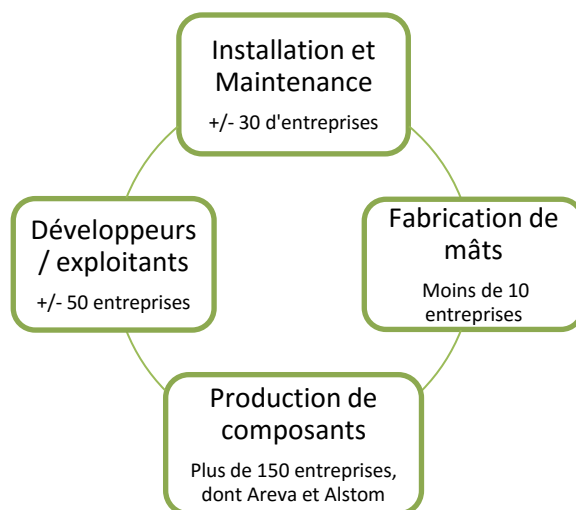 Installation et
Maintenance
+/- 30 d'entreprises
Fabrication de
mâts
Moins de 10
entreprises
Développeurs
/ exploitants
+/- 50 entreprises
Production de
composants
Plus de 150 entreprises,
dont Areva et Alstom